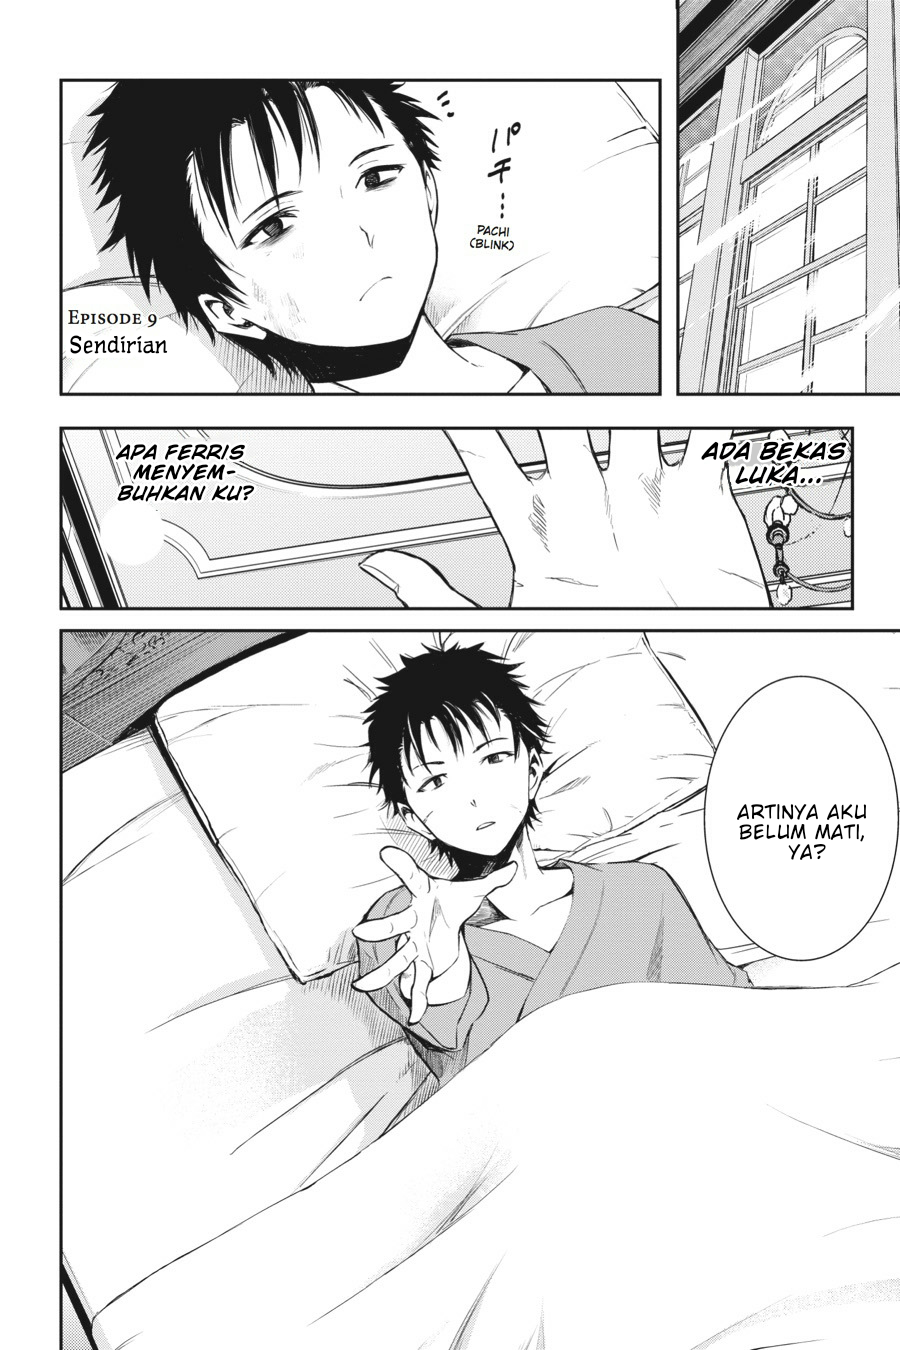 パチ…
PACHI
(BLINK)
EPISODE 9
Sendirian
ADA BEKAS
LUKA...
APA FERRIS
MENYEM-
BUHKAN KU?
ARTINYA AKU
BELUM MATI,
YA?